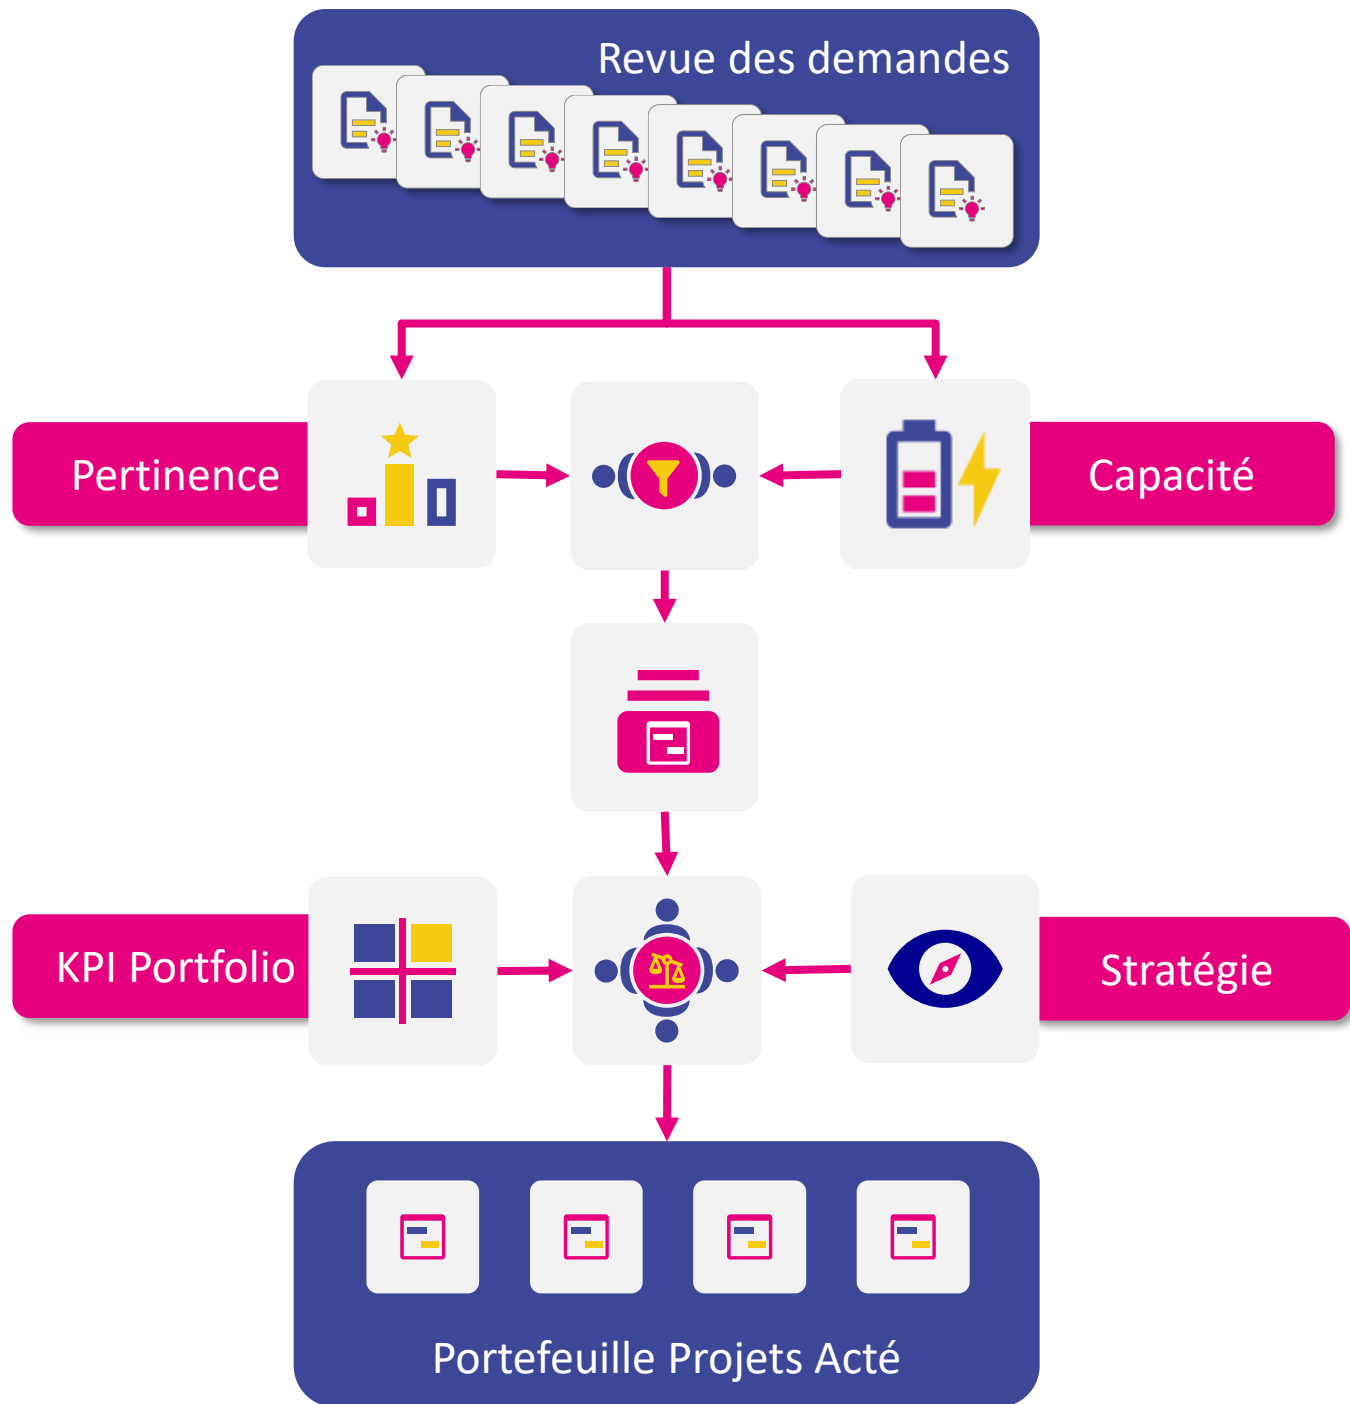 Revue des demandes
Pertinence
Capacité
KPI Portfolio
Stratégie
Portefeuille Projets Acté